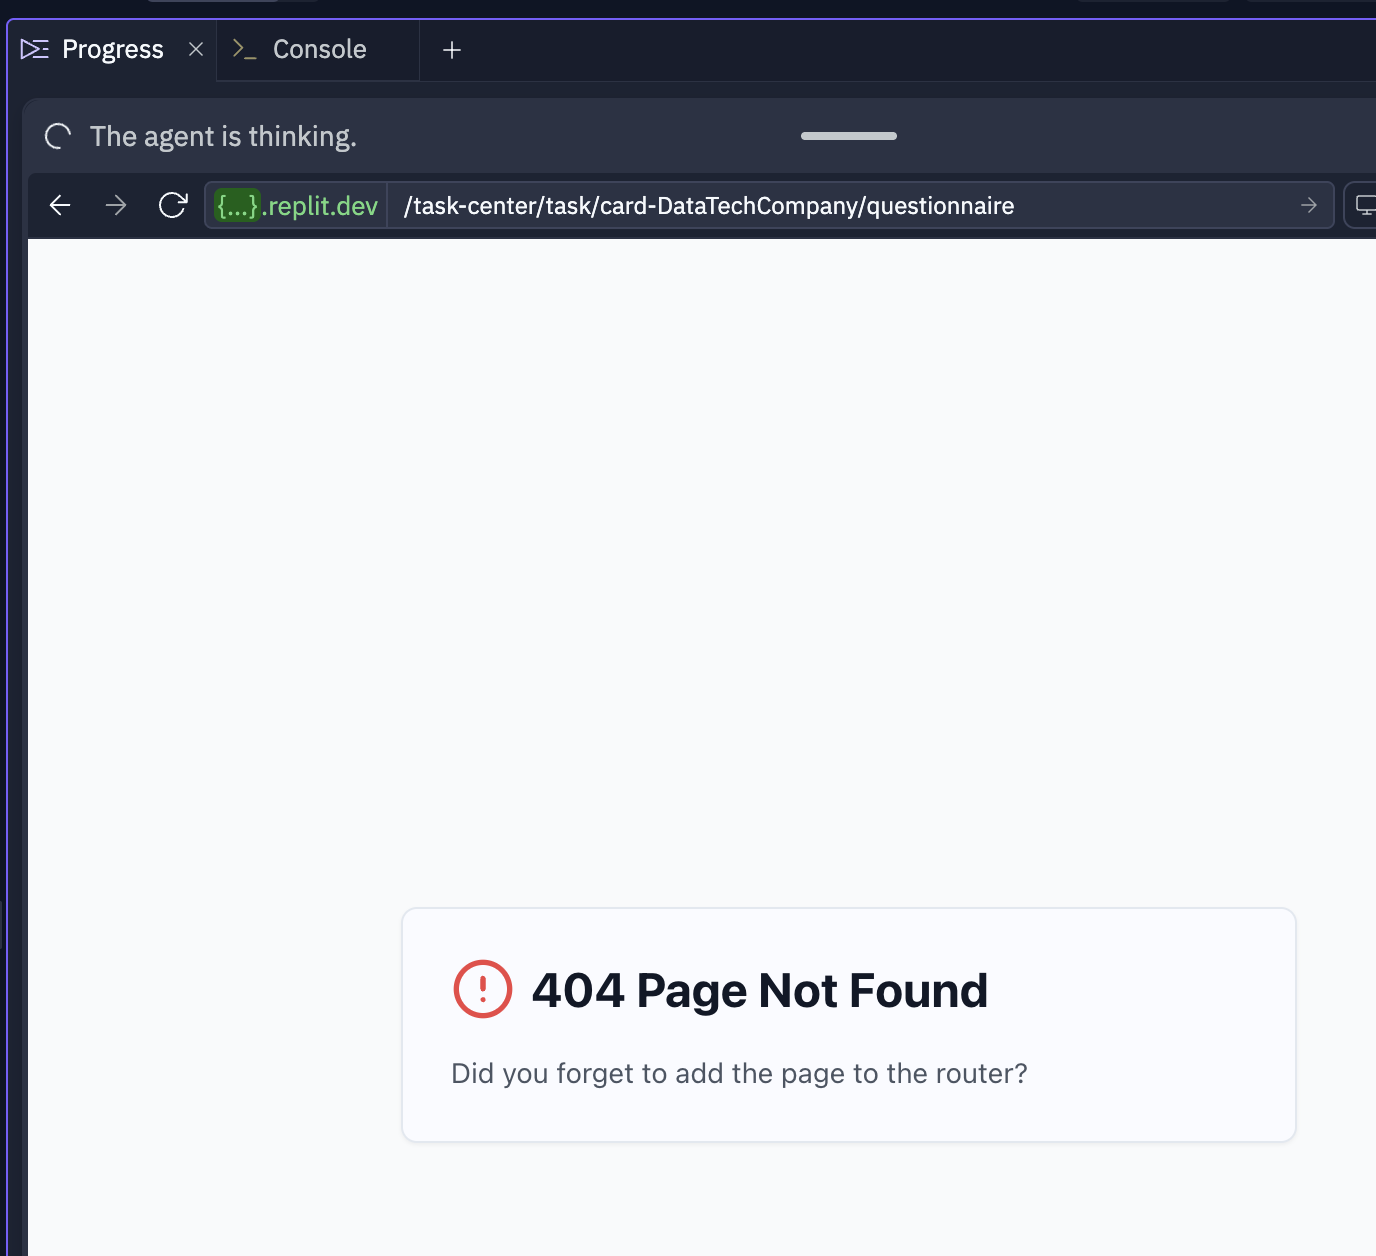 Progress
Console
The agent is thinking.
{...}.replit.dev /task-center/task/card-DataTechCompany/questionnaire
404 Page Not Found
Did you forget to add the page to the router?